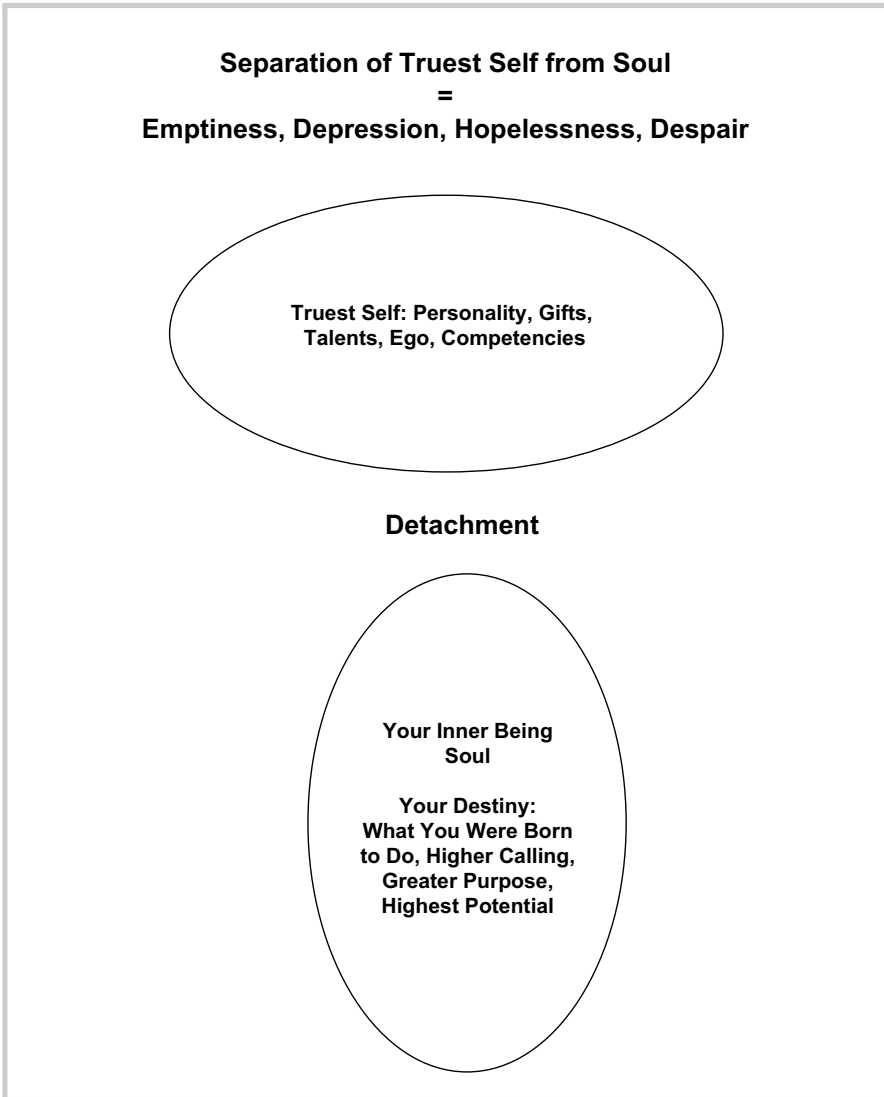 Separation of Truest Self from Soul
=
Emptiness, Depression, Hopelessness, Despair
Truest Self: Personality, Gifts,
Talents, Ego, Competencies
Detachment
Your Inner Being
Soul
Your Destiny:
What You Were Born
to Do, Higher Calling,
Greater Purpose,
Highest Potential